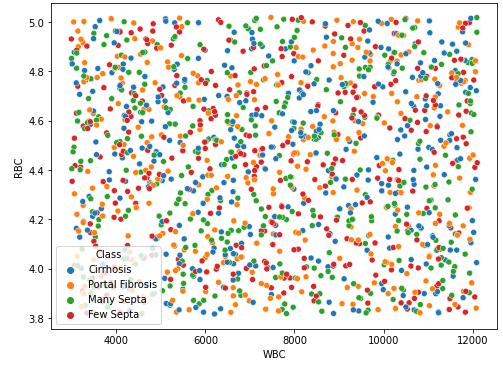 5.0
4.8
4.6
4.4
4.2
4.0
3.8
RBC
Class
Cirrhosis
Portal Fibrosis
Many Septa
Few Septa
4000
6000
8000
10000
12000
WBC